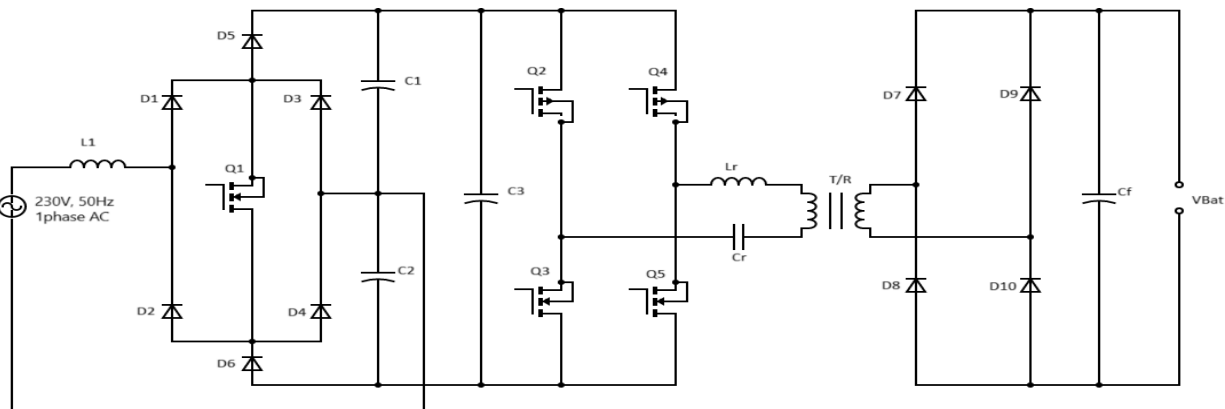 D5
D1
D3
C1
Q2
Q4
D7
D9
L1
Q1
Lr
T/R
230V, 50Hz
1phase AC
C3
Cf
VBat
Cr
C2
Q3
Q5
D2
D4
D8
D10
D6